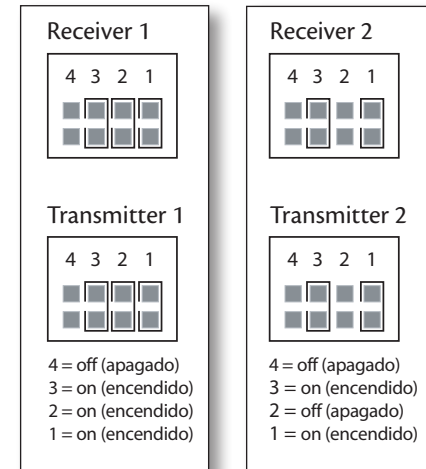 Receiver 1
4 3 2 1
Transmitter 1
4 3 2 1
4 = off (apagado)
3 = on (encendido)
2 = on (encendido)
1 = on (encendido)
Receiver 2
4 3 2 1
Transmitter 2
4 3 2 1
4 = off (apagado)
3 = on (encendido)
2 = off (apagado)
1 = on (encendido)